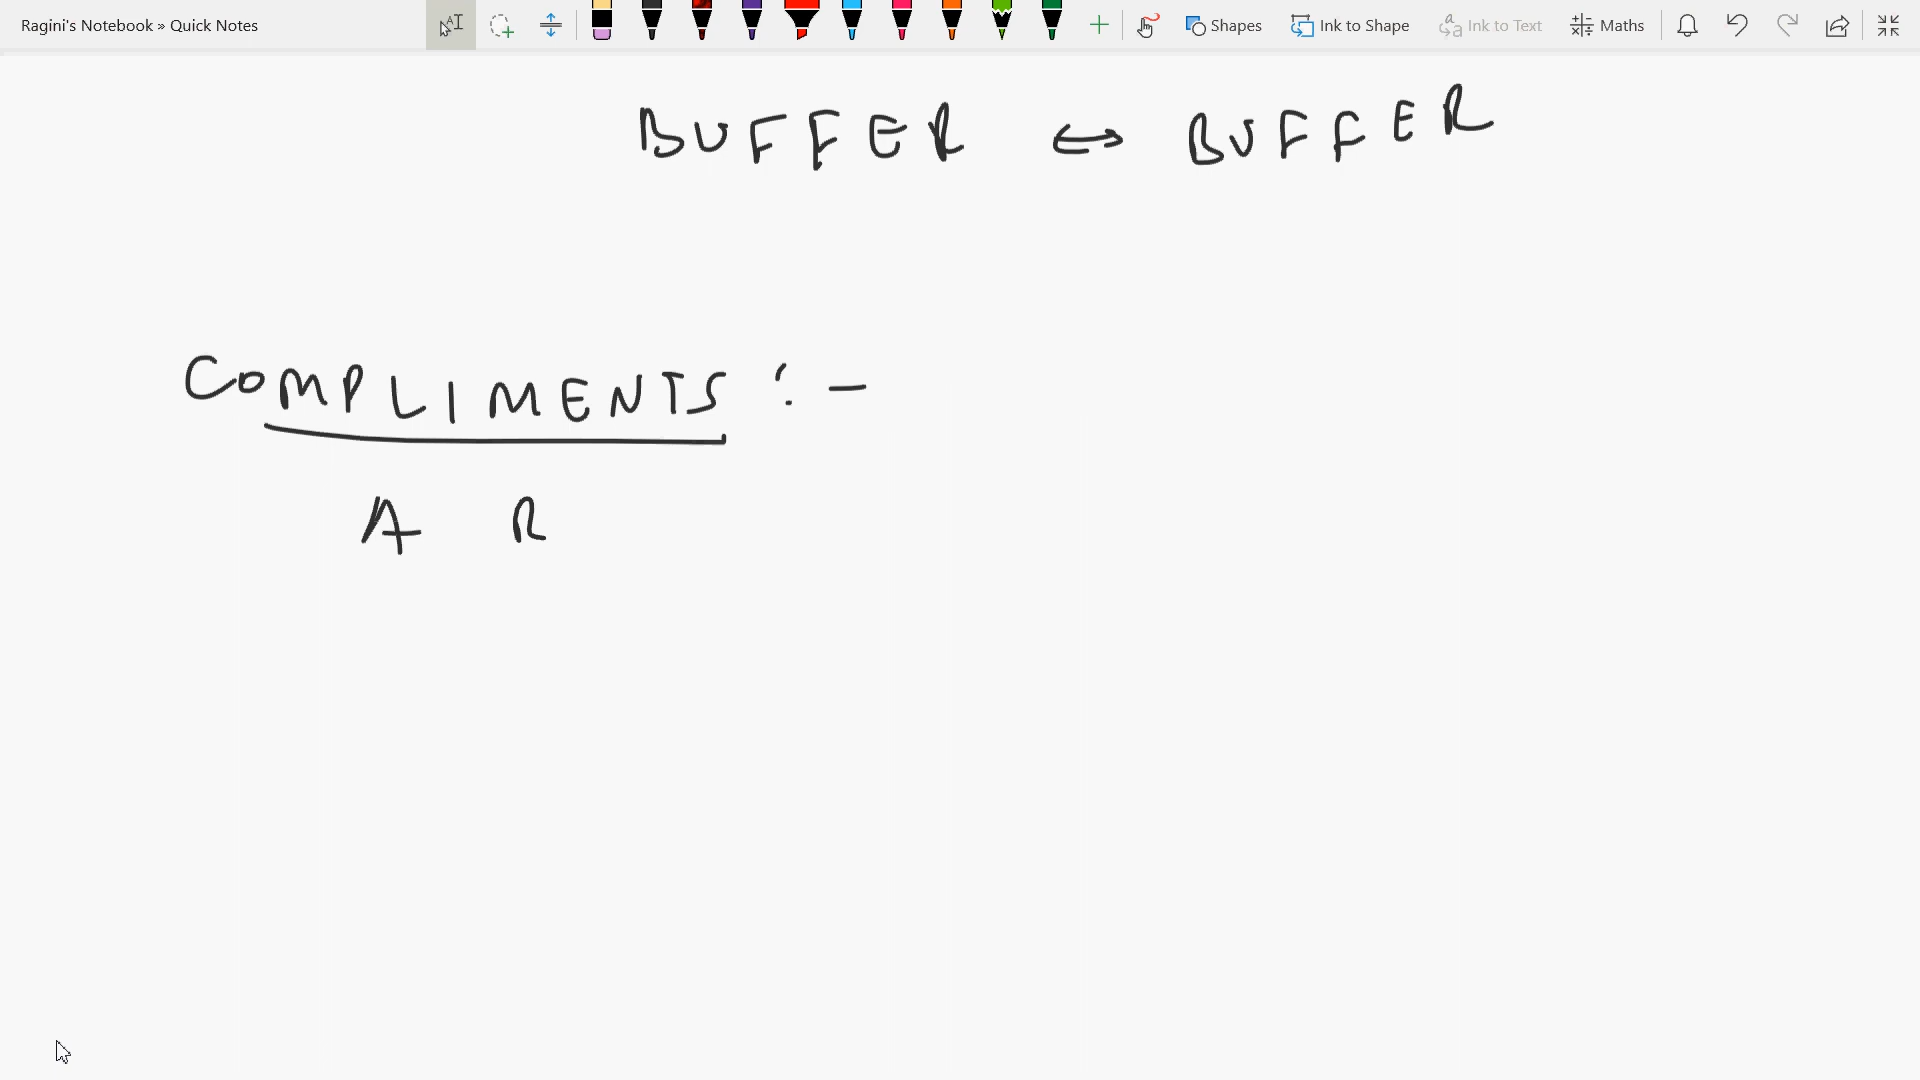 Ragini's Notebook » Quick Notes Shapes Ink to Shape Ink to Text Maths
BUFFER ↔ BUFFER
COMPLIMENTS :-
A R